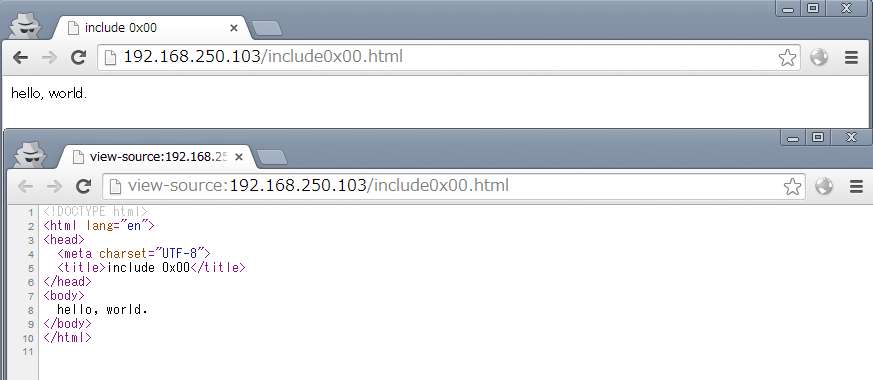 include 0x00
192.168.250.103/include0x00.html
hello, world.
view-source:192.168.25
view-source:192.168.250.103/include0x00.html
1 <!DOCTYPE html>
2 <html lang="en">
3 <head>
4 <meta charset="UTF-8">
5 <title>include 0x00</title>
6 </head>
7 <body>
8 hello, world.
9 </body>
10 </html>
11